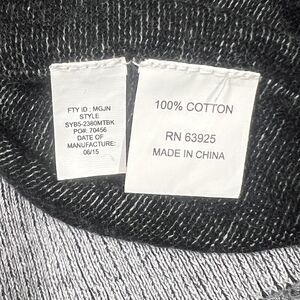 FTY ID : MGJN
STYLE
SYB5-2380MTBK
PO#: 70456
DATE OF
MANUFACTURE:
06/15
100% COTTON
RN 63925
MADE IN CHINA